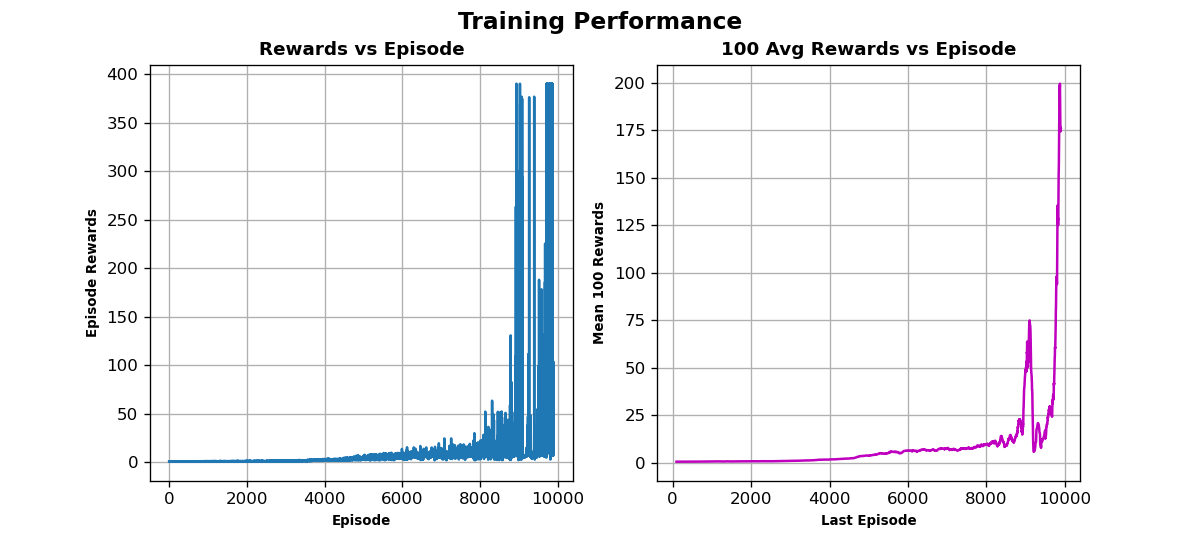 Training Performance
Rewards vs Episode
400
350
300
250
200
150
100
50
0
Episode Rewards
0 2000 4000 6000 8000 10000
Episode
100 Avg Rewards vs Episode
200
175
150
125
100
75
50
25
0
Mean 100 Rewards
0 2000 4000 6000 8000 10000
Last Episode